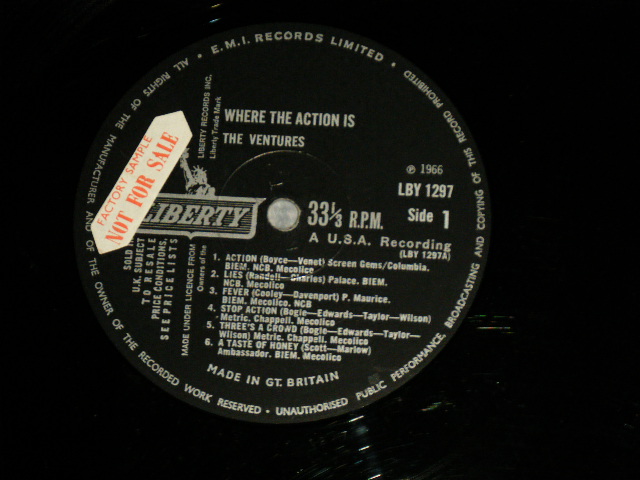 E.M.I. RECORDS LIMITED
ALL RIGHTS OF THE MANUFACTURER AND OF THE OWNER OF THE RECORDED WORK RESERVED • UNAUTHORISED PUBLIC PERFORMANCE, BROADCASTING AND COPYING OF THIS RECORD PROHIBITED
FACTORY SAMPLE
NOT FOR SALE
LIBERTY RECORDS INC.
Liberty Trade Mark
WHERE THE ACTION IS
THE VENTURES
℗ 1966
LBY 1297
Side 1
LIBERTY
33⅓ R.P.M.
A U.S.A. Recording
(LBY 1297A)
SOLD
U.K. SUBJECT
TO RESALE
PRICE CONDITIONS,
SEE PRICE LISTS
MADE UNDER LICENCE FROM
Owners of the
1. ACTION (Boyce—Venet) Screen Gems/Columbia.
BIEM. NCB. Mecolico
2. LIES (Randell—Charles) Palace. BIEM.
NCB. Mecolico
3. FEVER (Cooley—Davenport) P. Maurice.
BIEM. Mecolico. NCB
4. STOP ACTION (Bogle—Edwards—Taylor—Wilson)
Metric. Chappell. Mecolico
5. THREE'S A CROWD (Bogle—Edwards—Taylor—
Wilson) Metric. Chappell. Mecolico
6. A TASTE OF HONEY (Scott—Marlow)
Ambassador. BIEM. Mecolico
MADE IN GT. BRITAIN